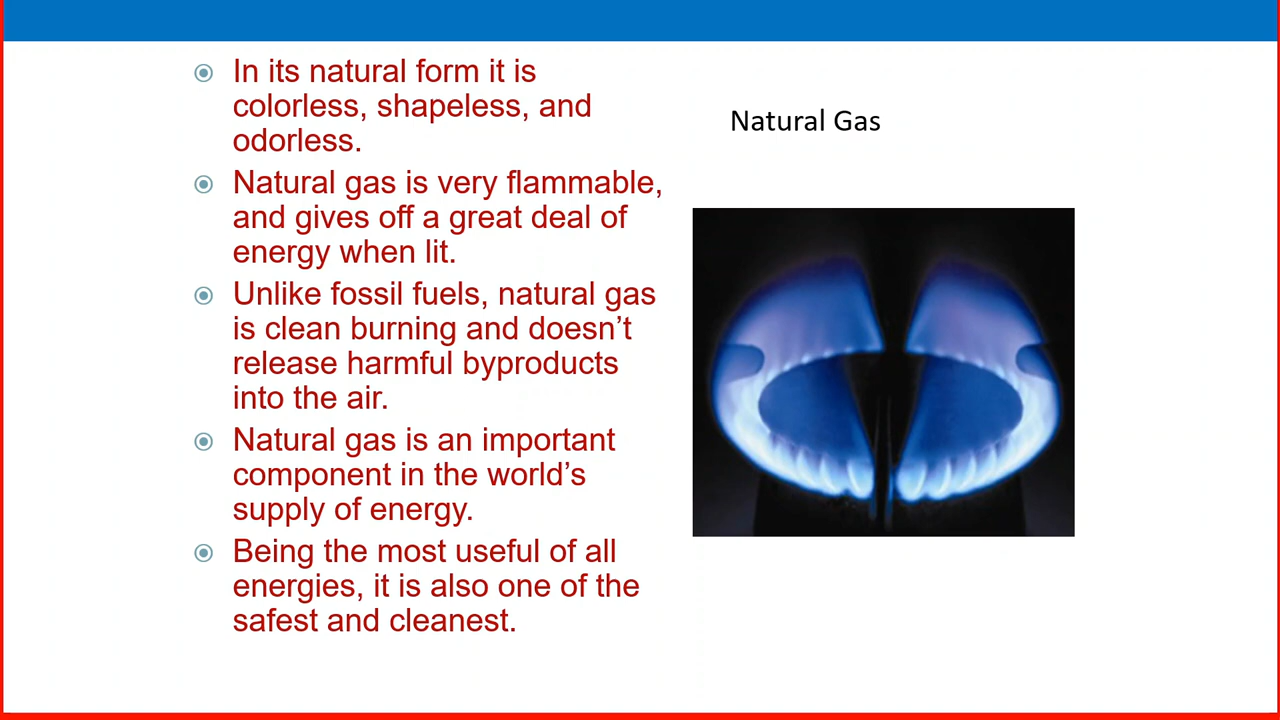 In its natural form it is
colorless, shapeless, and
odorless.
Natural gas is very flammable,
and gives off a great deal of
energy when lit.
Unlike fossil fuels, natural gas
is clean burning and doesn’t
release harmful byproducts
into the air.
Natural gas is an important
component in the world’s
supply of energy.
Being the most useful of all
energies, it is also one of the
safest and cleanest.
Natural Gas